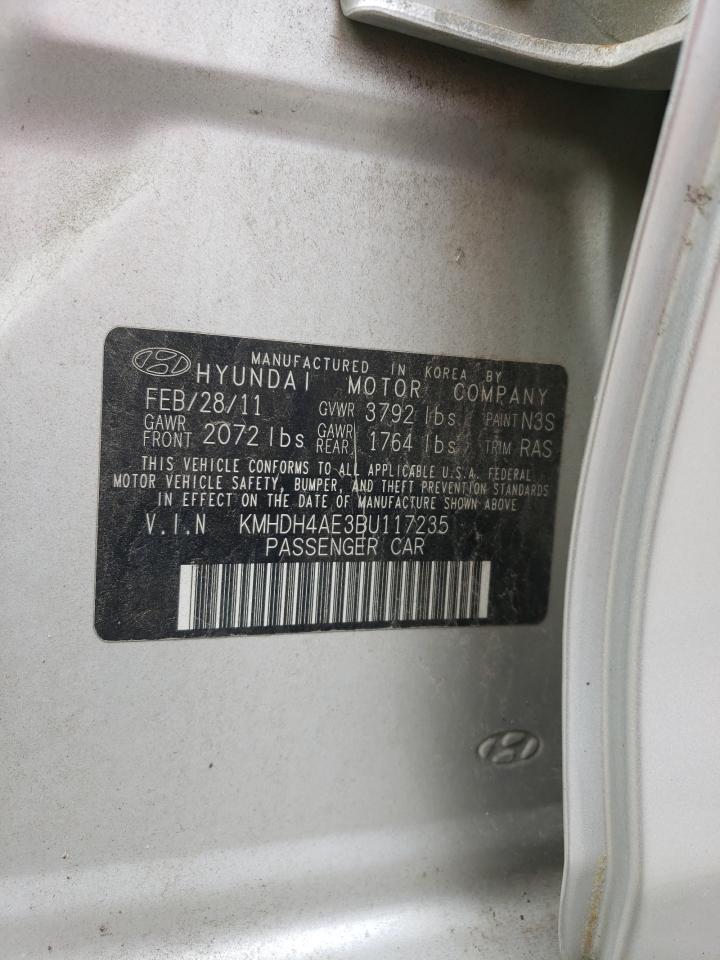 MANUFACTURED IN KOREA BY
HYUNDAI MOTOR COMPANY
FEB/28/11 GVWR 3792 lbs PAINT N3S
GAWR FRONT 2072 lbs GAWR REAR 1764 lbs TRIM RAS
THIS VEHICLE CONFORMS TO ALL APPLICABLE U.S.A. FEDERAL
MOTOR VEHICLE SAFETY, BUMPER, AND THEFT PREVENTION STANDARDS
IN EFFECT ON THE DATE OF MANUFACTURE SHOWN ABOVE
V.I.N KMHDH4AE3BU117235
PASSENGER CAR